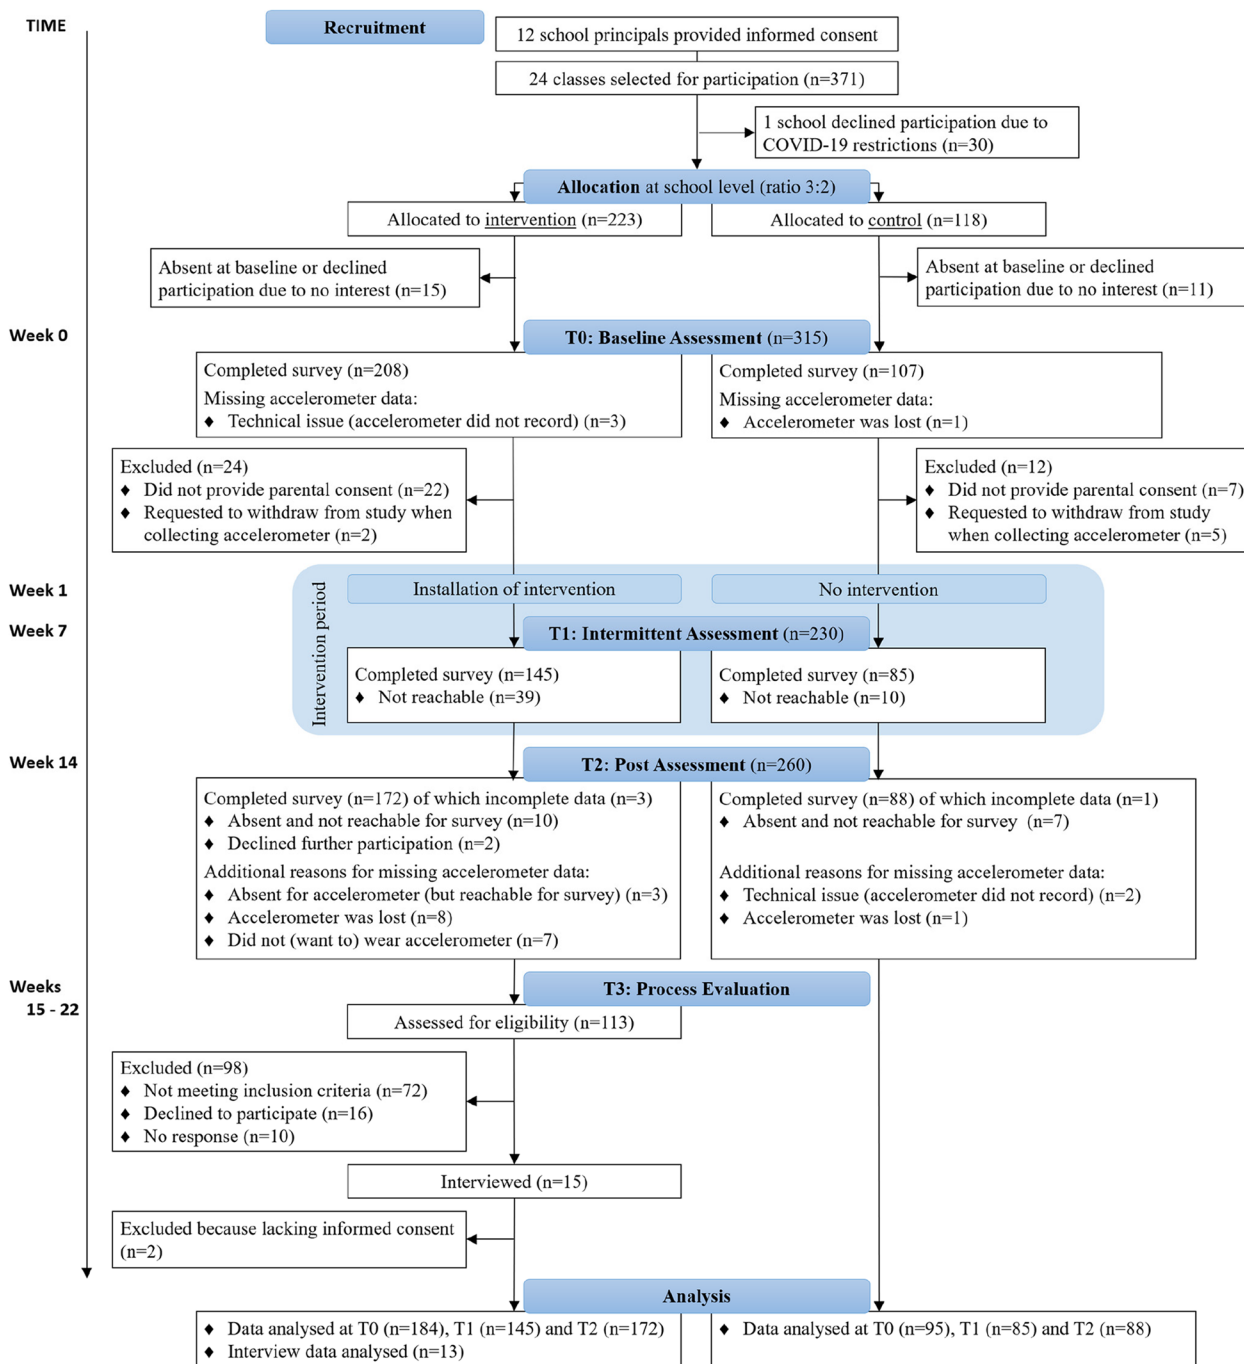 TIME
Recruitment
12 school principals provided informed consent
24 classes selected for participation (n=371)
1 school declined participation due to
COVID-19 restrictions (n=30)
Allocation at school level (ratio 3:2)
Allocated to intervention (n=223)
Allocated to control (n=118)
Absent at baseline or declined
participation due to no interest (n=15)
Absent at baseline or declined
participation due to no interest (n=11)
Week 0
T0: Baseline Assessment (n=315)
Completed survey (n=208)
Missing accelerometer data:
♦ Technical issue (accelerometer did not record) (n=3)
Completed survey (n=107)
Missing accelerometer data:
♦ Accelerometer was lost (n=1)
Excluded (n=24)
♦ Did not provide parental consent (n=22)
♦ Requested to withdraw from study when
collecting accelerometer (n=2)
Excluded (n=12)
♦ Did not provide parental consent (n=7)
♦ Requested to withdraw from study
when collecting accelerometer (n=5)
Intervention period
Week 1
Installation of intervention
No intervention
Week 7
T1: Intermittent Assessment (n=230)
Completed survey (n=145)
♦ Not reachable (n=39)
Completed survey (n=85)
♦ Not reachable (n=10)
Week 14
T2: Post Assessment (n=260)
Completed survey (n=172) of which incomplete data (n=3)
♦ Absent and not reachable for survey (n=10)
♦ Declined further participation (n=2)
Additional reasons for missing accelerometer data:
♦ Absent for accelerometer (but reachable for survey) (n=3)
♦ Accelerometer was lost (n=8)
♦ Did not (want to) wear accelerometer (n=7)
Completed survey (n=88) of which incomplete data (n=1)
♦ Absent and not reachable for survey (n=7)
Additional reasons for missing accelerometer data:
♦ Technical issue (accelerometer did not record) (n=2)
♦ Accelerometer was lost (n=1)
Weeks
15 - 22
T3: Process Evaluation
Assessed for eligibility (n=113)
Excluded (n=98)
♦ Not meeting inclusion criteria (n=72)
♦ Declined to participate (n=16)
♦ No response (n=10)
Interviewed (n=15)
Excluded because lacking informed consent
(n=2)
Analysis
♦ Data analysed at T0 (n=184), T1 (n=145) and T2 (n=172)
♦ Interview data analysed (n=13)
♦ Data analysed at T0 (n=95), T1 (n=85) and T2 (n=88)